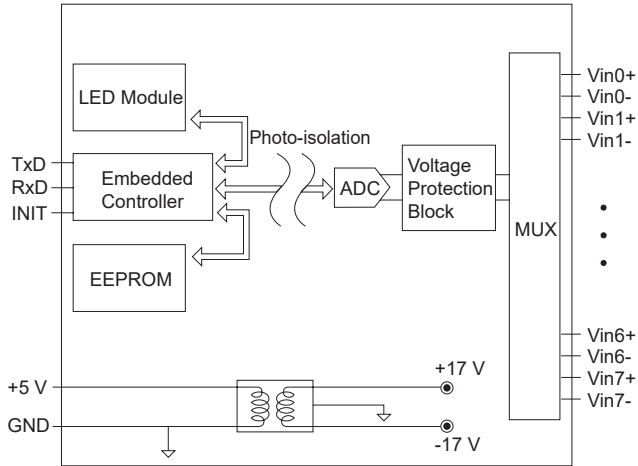 LED Module
Photo-isolation
TxD
RxD
INIT
Embedded
Controller
ADC
Voltage
Protection
Block
MUX
EEPROM
Vin0+
Vin0-
Vin1+
Vin1-
Vin6+
Vin6-
Vin7+
Vin7-
+5 V
GND
+17 V
-17 V